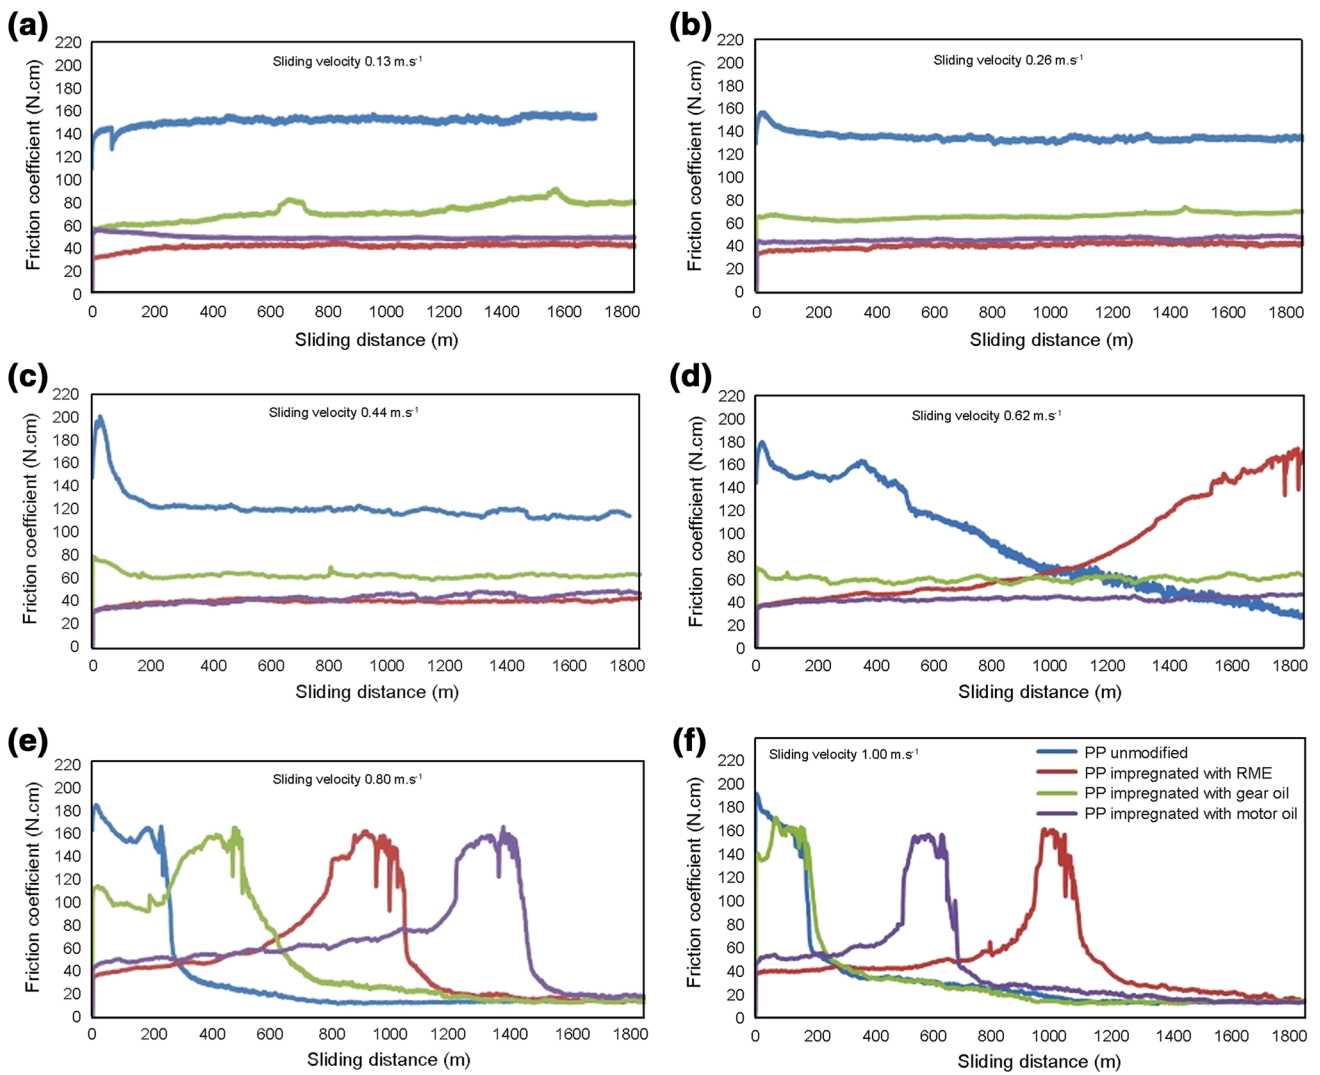 (a)
220
200
180
160
140
120
100
80
60
40
20
0
Friction coefficient (N.cm)
Sliding velocity 0.13 m.s⁻¹
0 200 400 600 800 1000 1200 1400 1600 1800
Sliding distance (m)
(b)
220
200
180
160
140
120
100
80
60
40
20
0
Friction coefficient (N.cm)
Sliding velocity 0.26 m.s⁻¹
0 200 400 600 800 1000 1200 1400 1600 1800
Sliding distance (m)
(c)
220
200
180
160
140
120
100
80
60
40
20
0
Friction coefficient (N.cm)
Sliding velocity 0.44 m.s⁻¹
0 200 400 600 800 1000 1200 1400 1600 1800
Sliding distance (m)
(d)
220
200
180
160
140
120
100
80
60
40
20
0
Friction coefficient (N.cm)
Sliding velocity 0.62 m.s⁻¹
0 200 400 600 800 1000 1200 1400 1600 1800
Sliding distance (m)
(e)
220
200
180
160
140
120
100
80
60
40
20
0
Friction coefficient (N.cm)
Sliding velocity 0.80 m.s⁻¹
0 200 400 600 800 1000 1200 1400 1600 1800
Sliding distance (m)
(f)
220
200
180
160
140
120
100
80
60
40
20
0
Friction coefficient (N.cm)
Sliding velocity 1.00 m.s⁻¹
PP unmodified
PP impregnated with RME
PP impregnated with gear oil
PP impregnated with motor oil
0 200 400 600 800 1000 1200 1400 1600 1800
Sliding distance (m)